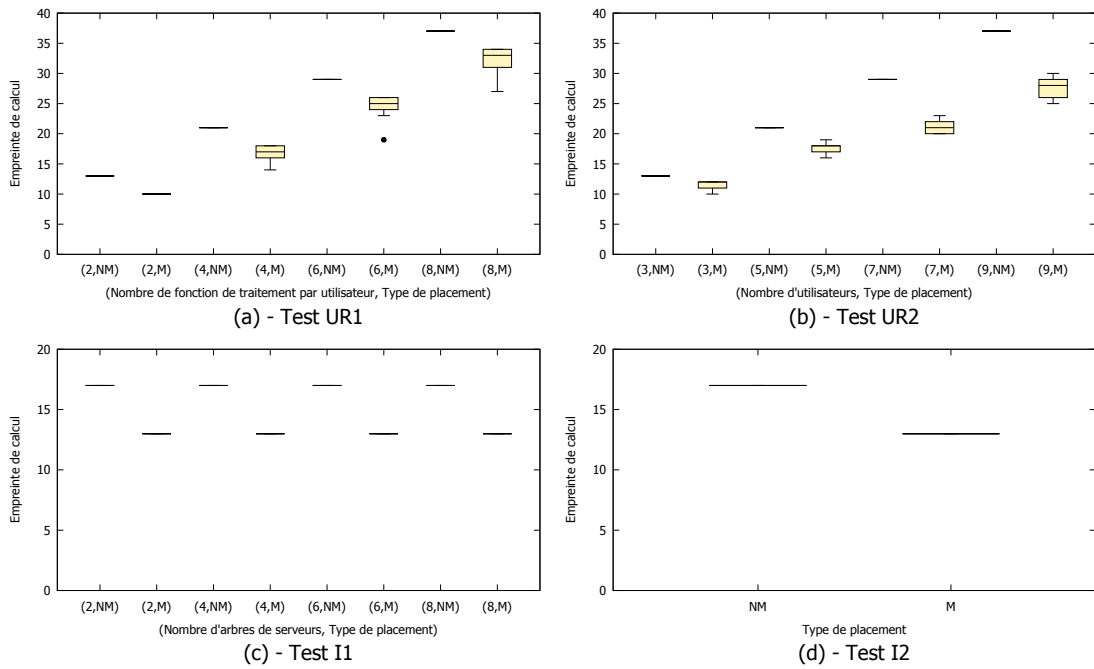 40
35
30
25
20
15
10
5
0
Empreinte de calcul
(2,NM) (2,M) (4,NM) (4,M) (6,NM) (6,M) (8,NM) (8,M)
(Nombre de fonction de traitement par utilisateur, Type de placement)
(a) - Test UR1
40
35
30
25
20
15
10
5
0
Empreinte de calcul
(3,NM) (3,M) (5,NM) (5,M) (7,NM) (7,M) (9,NM) (9,M)
(Nombre d'utilisateurs, Type de placement)
(b) - Test UR2
20
15
10
5
0
Empreinte de calcul
(2,NM) (2,M) (4,NM) (4,M) (6,NM) (6,M) (8,NM) (8,M)
(Nombre d'arbres de serveurs, Type de placement)
(c) - Test I1
20
15
10
5
0
Empreinte de calcul
NM M
Type de placement
(d) - Test I2